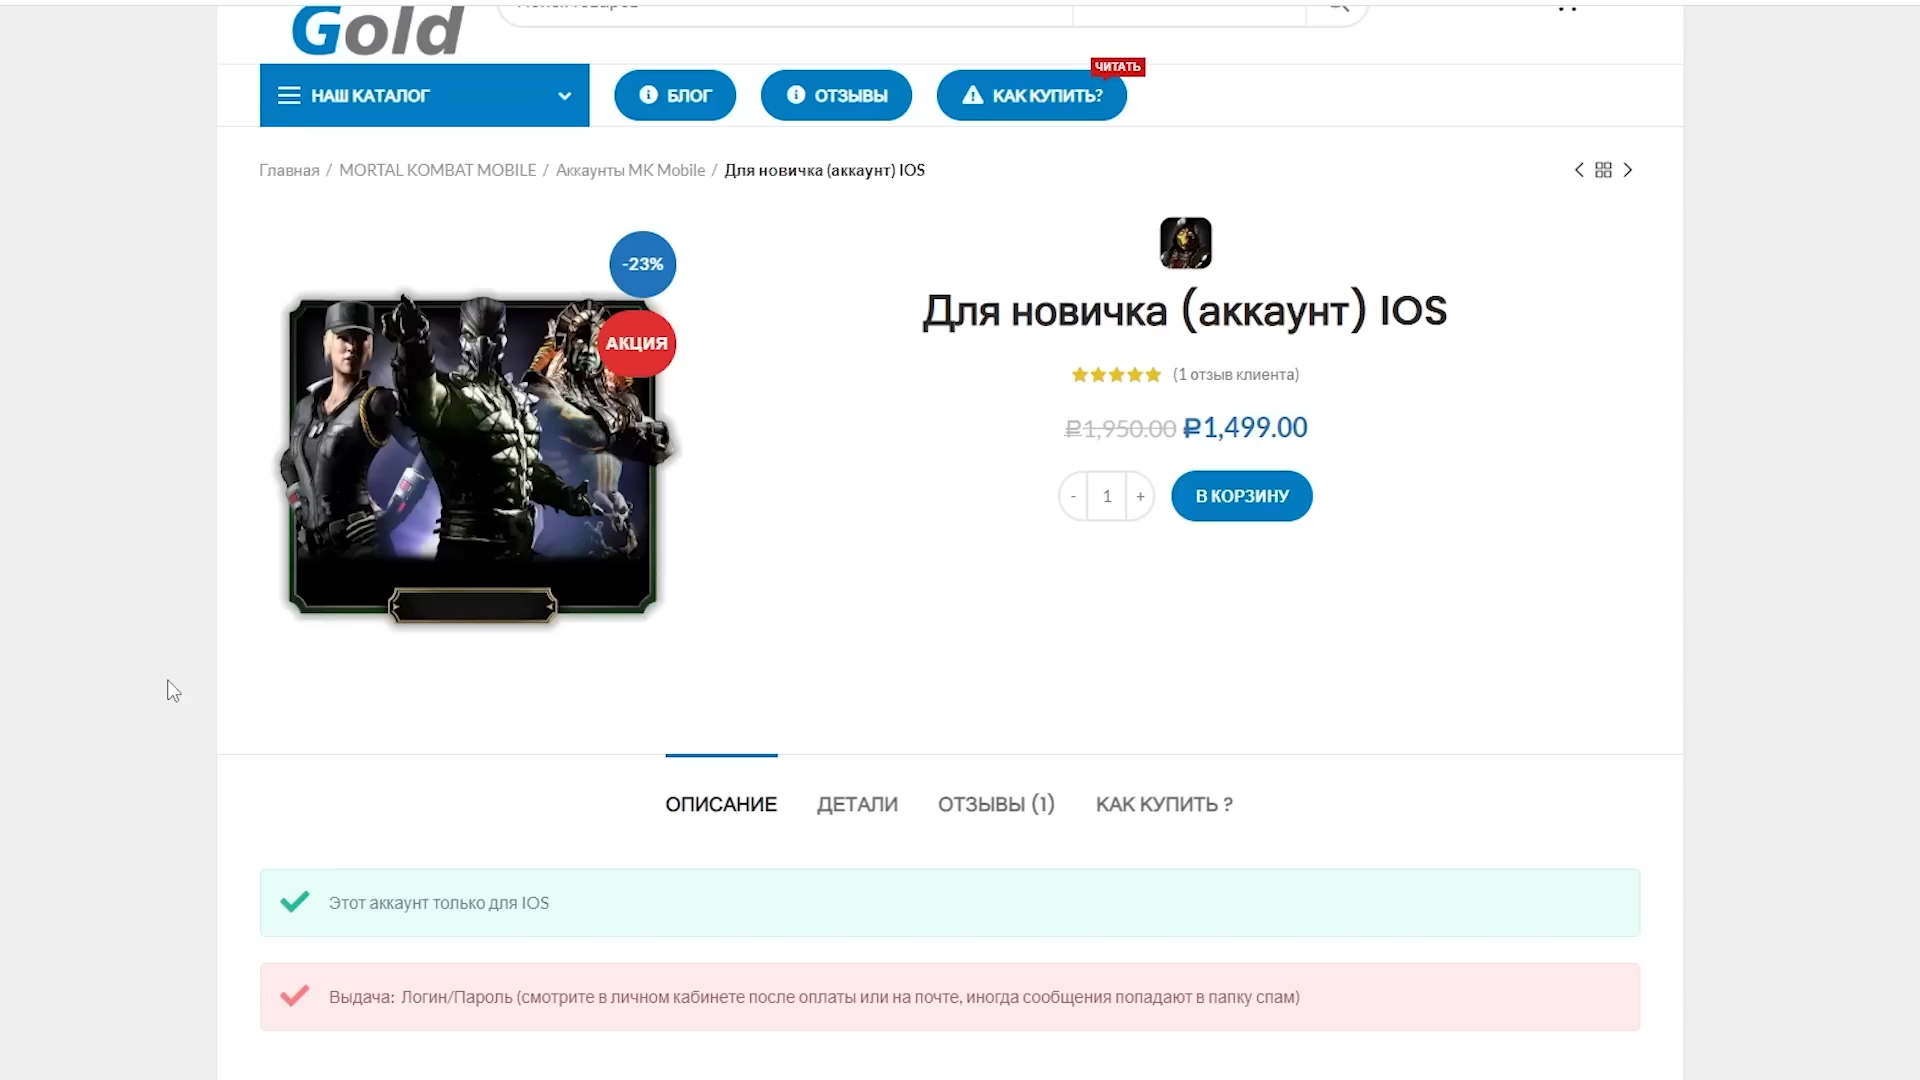 Gold
НАШ КАТАЛОГ
БЛОГ
ОТЗЫВЫ
КАК КУПИТЬ?
ЧИТАТЬ
Главная / MORTAL KOMBAT MOBILE / Аккаунты MK Mobile / Для новичка (аккаунт) IOS
-23%
АКЦИЯ
Для новичка (аккаунт) IOS
(1 отзыв клиента)
₽1,950.00 ₽1,499.00
- 1 +
В КОРЗИНУ
ОПИСАНИЕ
ДЕТАЛИ
ОТЗЫВЫ (1)
КАК КУПИТЬ ?
Этот аккаунт только для IOS
Выдача: Логин/Пароль (смотрите в личном кабинете после оплаты или на почте, иногда сообщения попадают в папку спам)